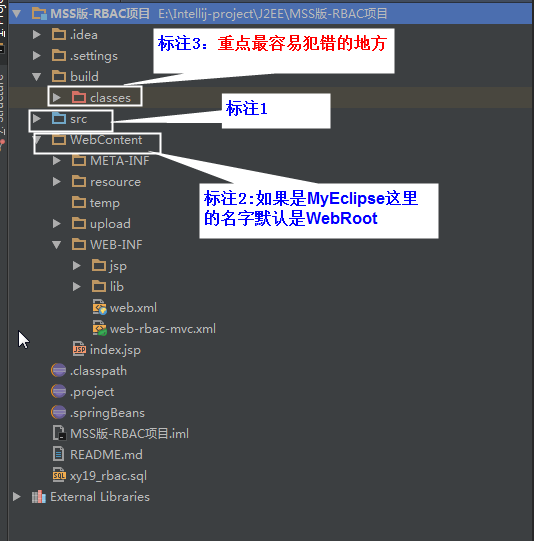 MSS版-RBAC项目 E:\Intellij-project\J2EE\MSS版-RBAC项目
.idea
.settings
标注3：重点最容易犯错的地方
build
classes
标注1
src
WebContent
META-INF
resource
标注2:如果是MyEclipse这里
的名字默认是WebRoot
temp
upload
WEB-INF
jsp
lib
web.xml
web-rbac-mvc.xml
index.jsp
.classpath
.project
.springBeans
MSS版-RBAC项目.iml
README.md
xy19_rbac.sql
External Libraries